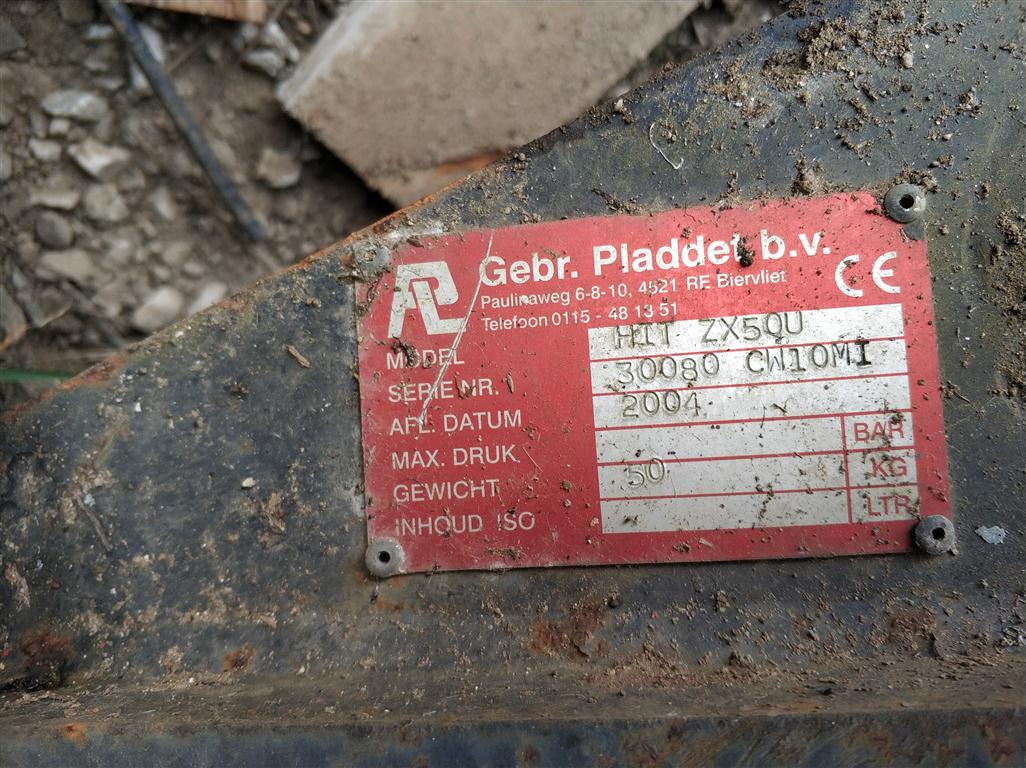 Gebr. Pladdet b.v.
Paulinaweg 6-8-10, 4521 RE Biervliet
Telefoon 0115 - 48 13 51
CE
MODEL HIT ZX50U
SERIE NR. 30080 CW10MI
AFL. DATUM 2004
MAX. DRUK. BAR
GEWICHT 50 KG
INHOUD ISO LTR